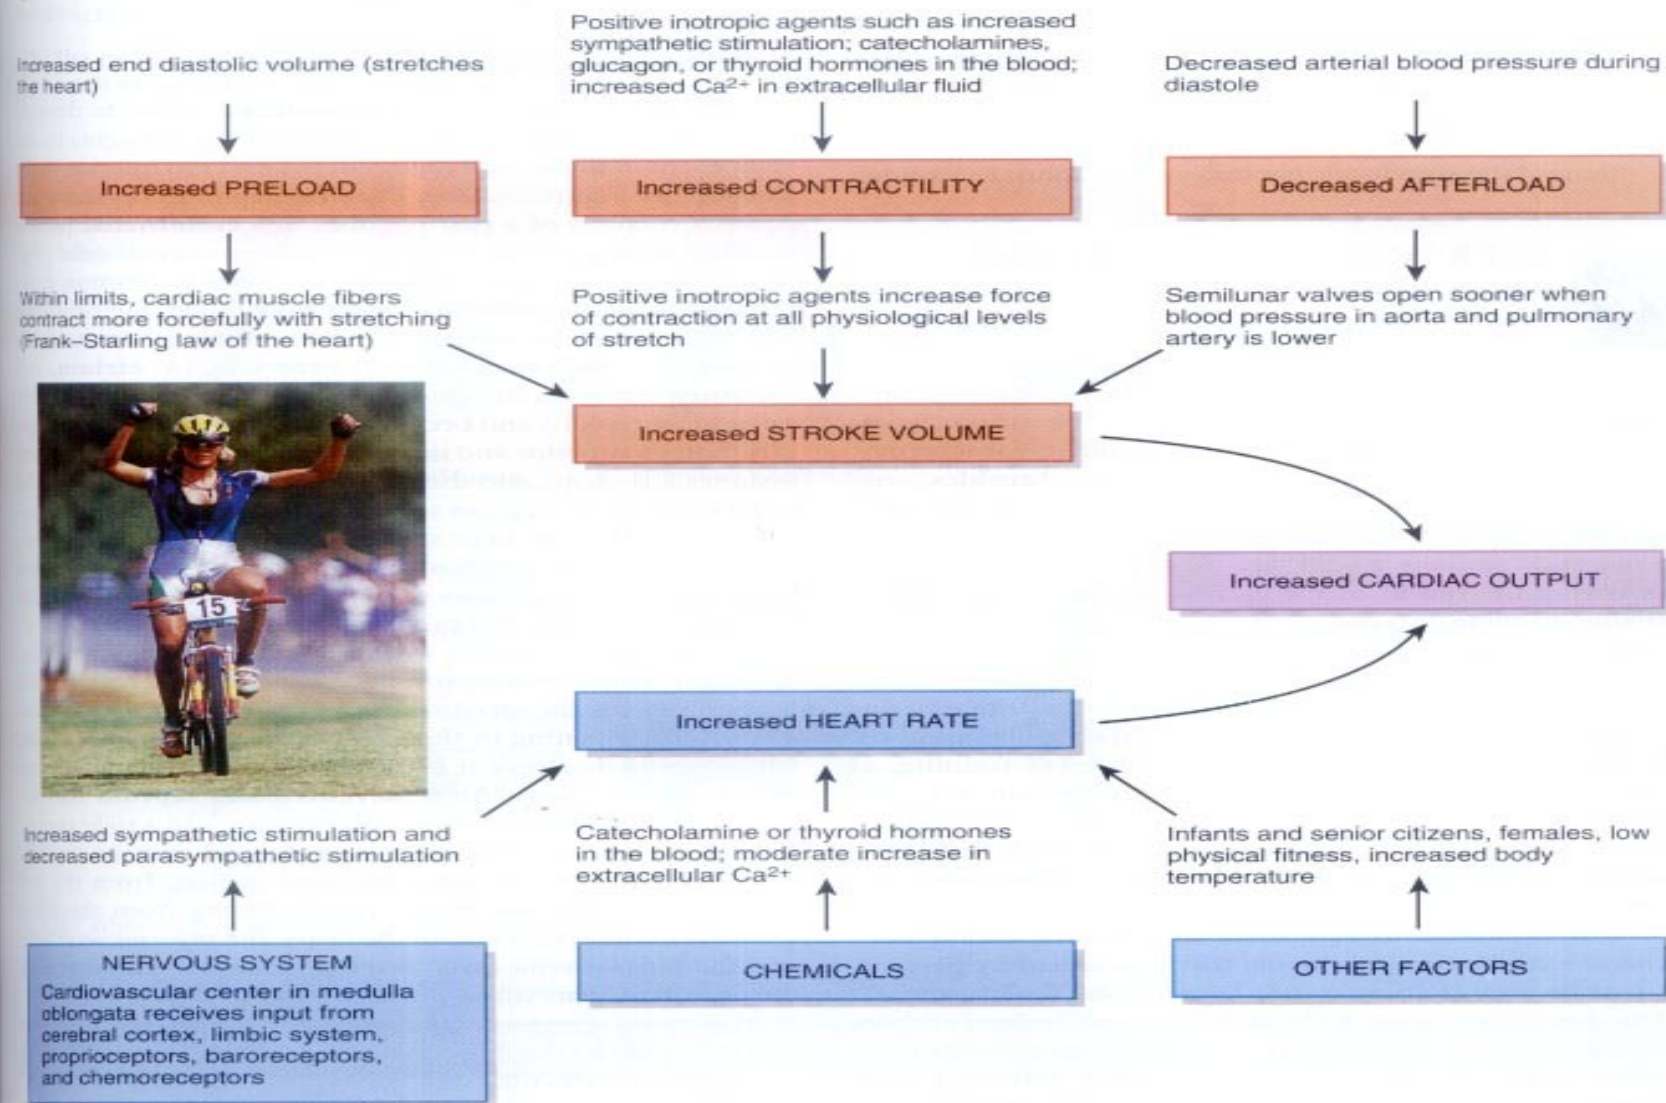 Increased end diastolic volume (stretches
the heart)
Positive inotropic agents such as increased
sympathetic stimulation; catecholamines,
glucagon, or thyroid hormones in the blood;
increased Ca²⁺ in extracellular fluid
Decreased arterial blood pressure during
diastole
Increased PRELOAD
Increased CONTRACTILITY
Decreased AFTERLOAD
Within limits, cardiac muscle fibers
contract more forcefully with stretching
(Frank–Starling law of the heart)
Positive inotropic agents increase force
of contraction at all physiological levels
of stretch
Semilunar valves open sooner when
blood pressure in aorta and pulmonary
artery is lower
Increased STROKE VOLUME
15
Increased CARDIAC OUTPUT
Increased HEART RATE
Increased sympathetic stimulation and
decreased parasympathetic stimulation
Catecholamine or thyroid hormones
in the blood; moderate increase in
extracellular Ca²⁺
Infants and senior citizens, females, low
physical fitness, increased body
temperature
NERVOUS SYSTEM
Cardiovascular center in medulla
oblongata receives input from
cerebral cortex, limbic system,
proprioceptors, baroreceptors,
and chemoreceptors
CHEMICALS
OTHER FACTORS